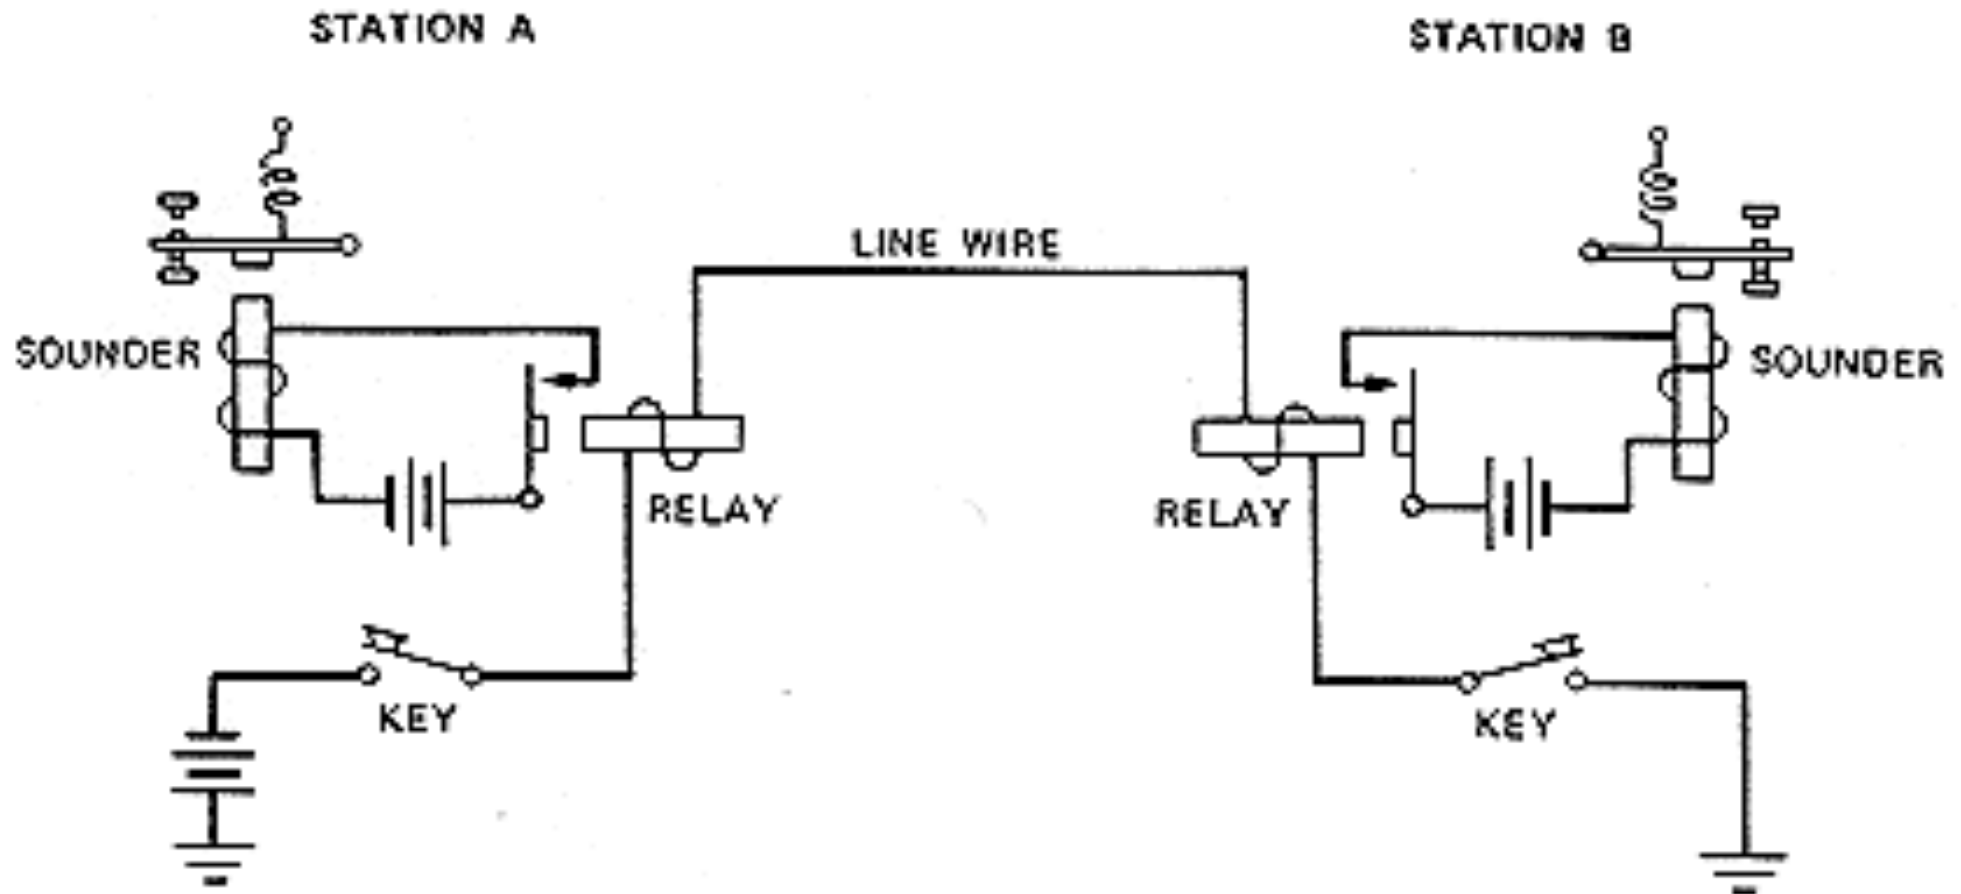 STATION A
STATION B
LINE WIRE
SOUNDER
SOUNDER
RELAY
RELAY
KEY
KEY